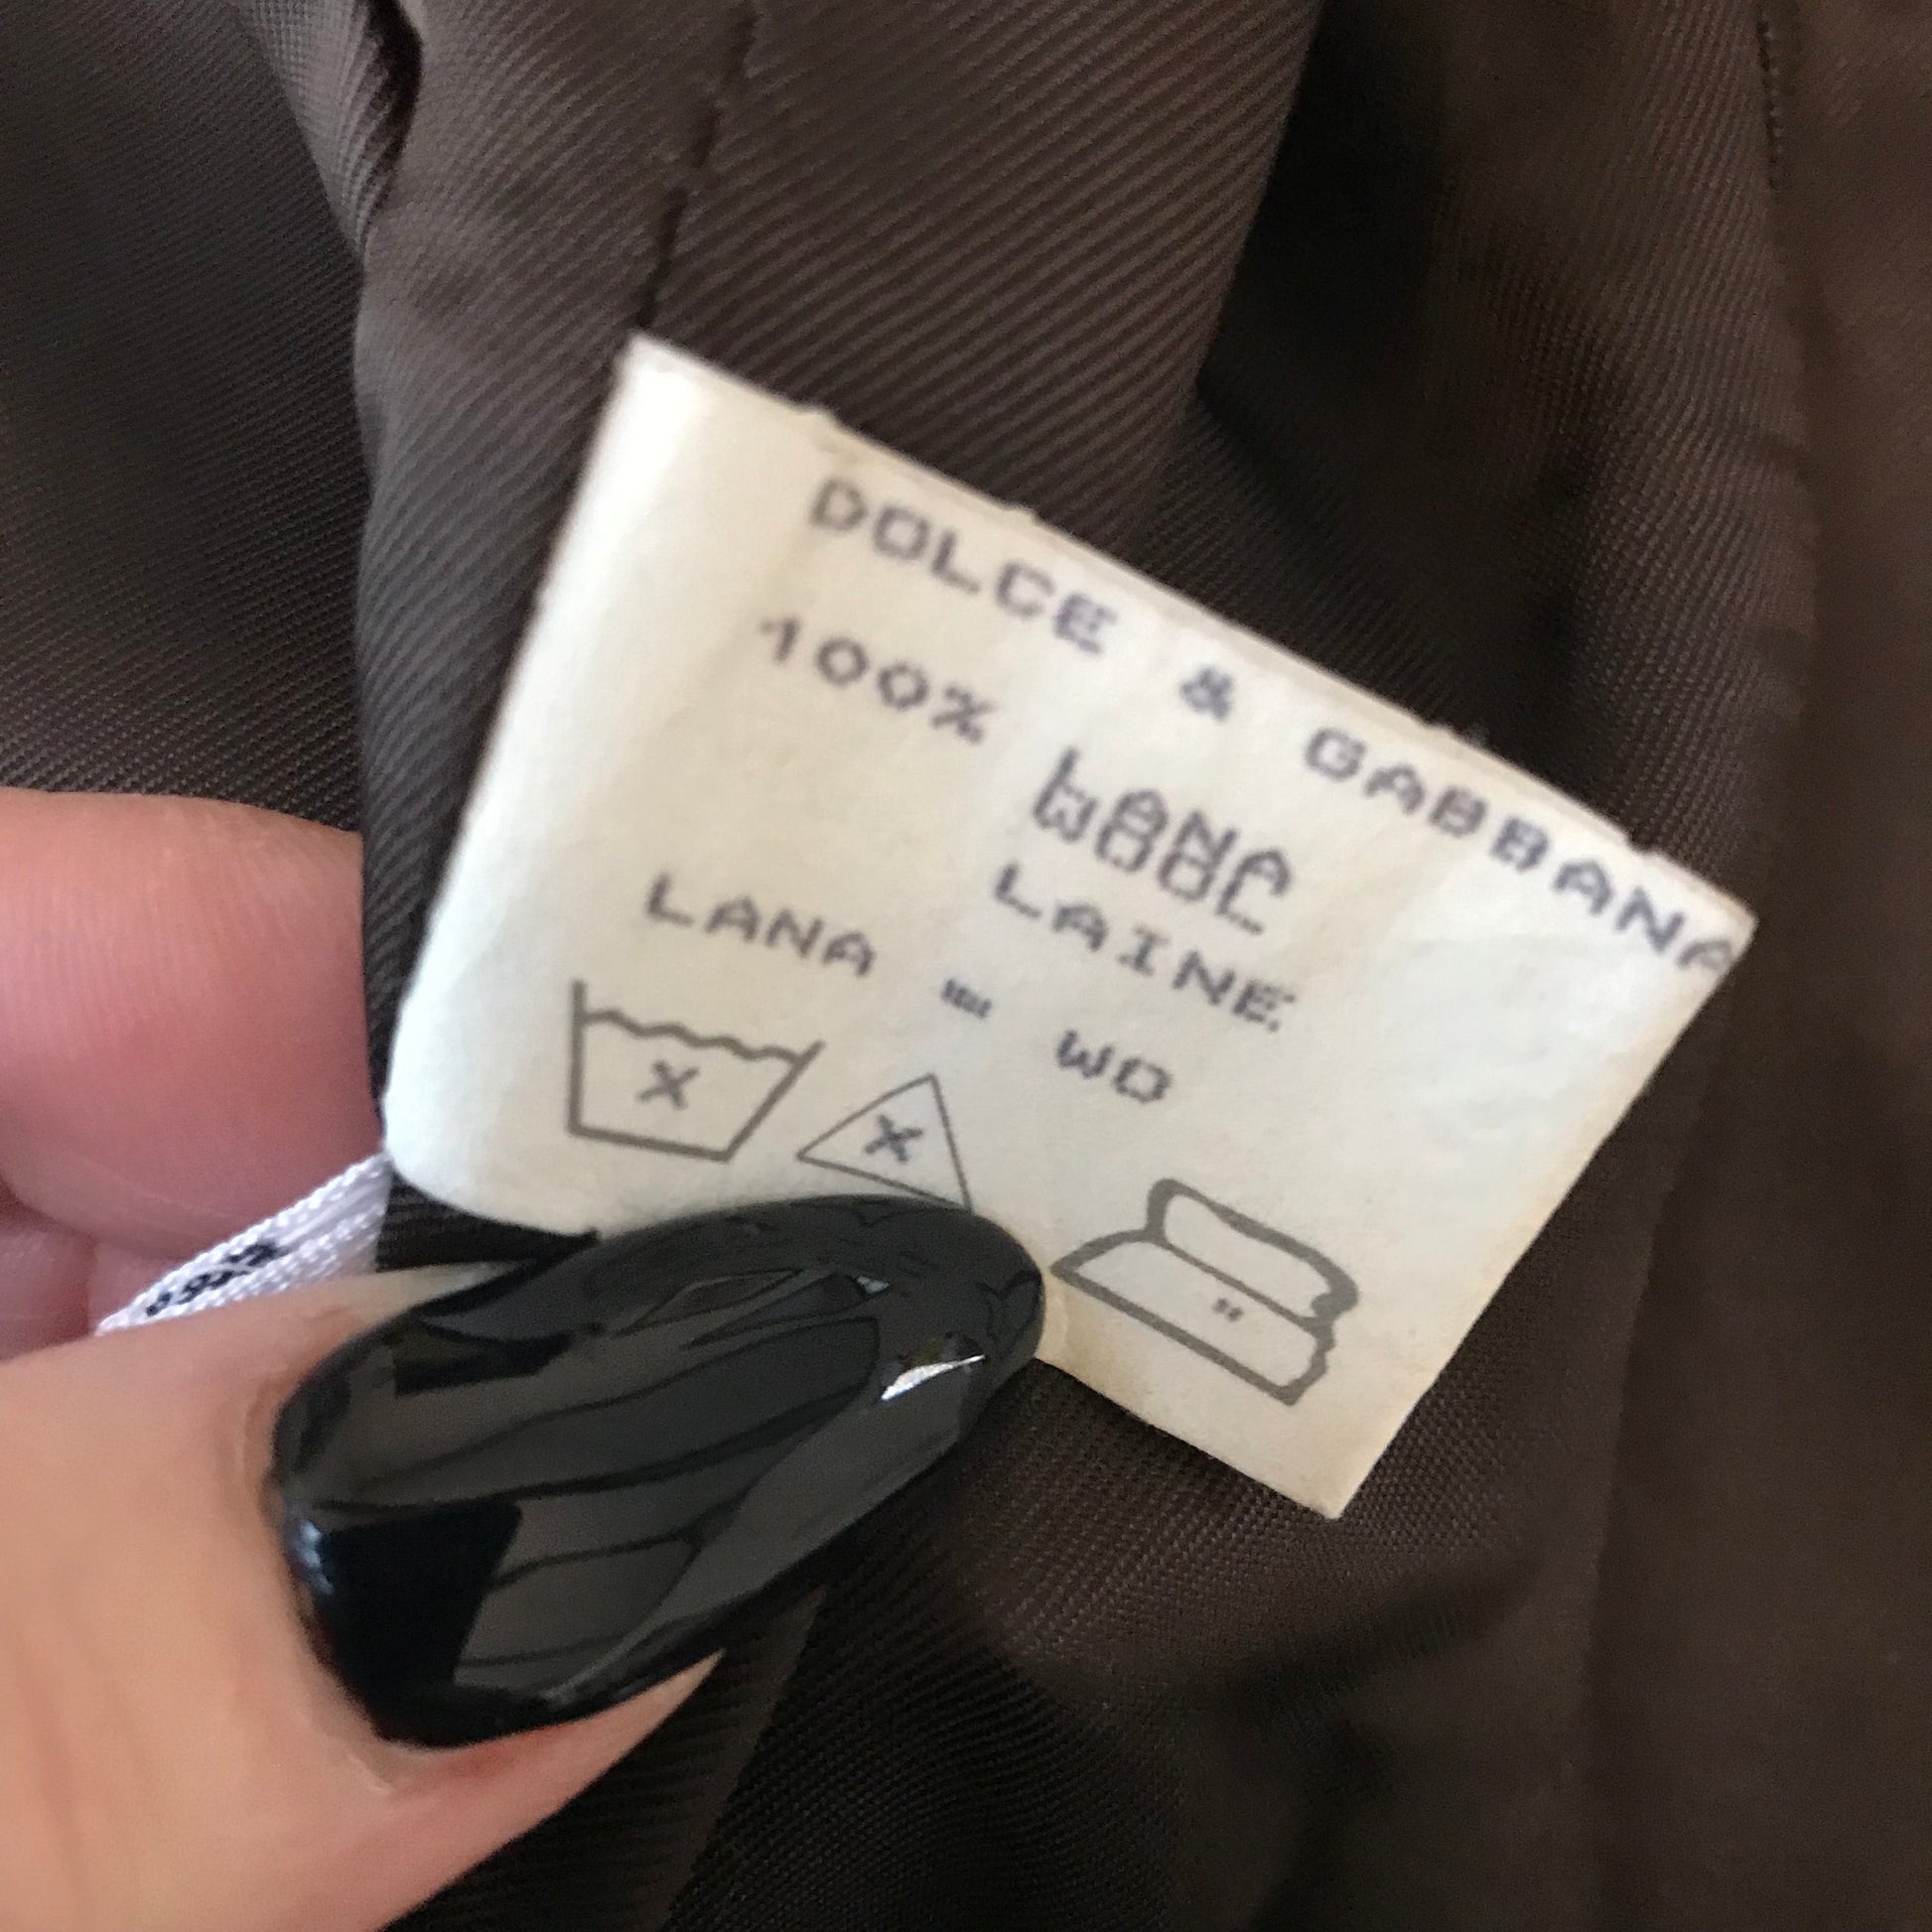 DOLCE & GABBANA
100% LANA
WOOL
LAINE
LANA = WO